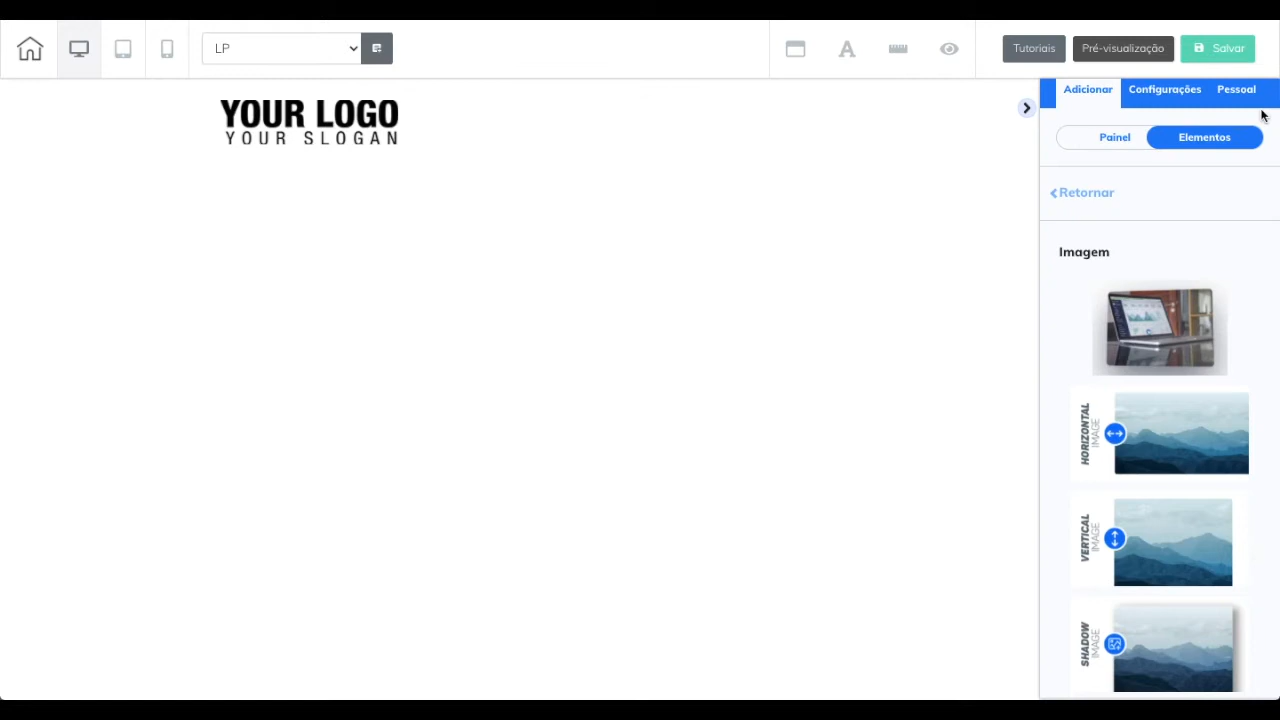 LP
Tutoriais
Pré-visualização
Salvar
YOUR LOGO
YOUR SLOGAN
Adicionar
Configurações
Pessoal
Painel
Elementos
Retornar
Imagem
HORIZONTAL
IMAGE
VERTICAL
IMAGE
SHADOW
IMAGE